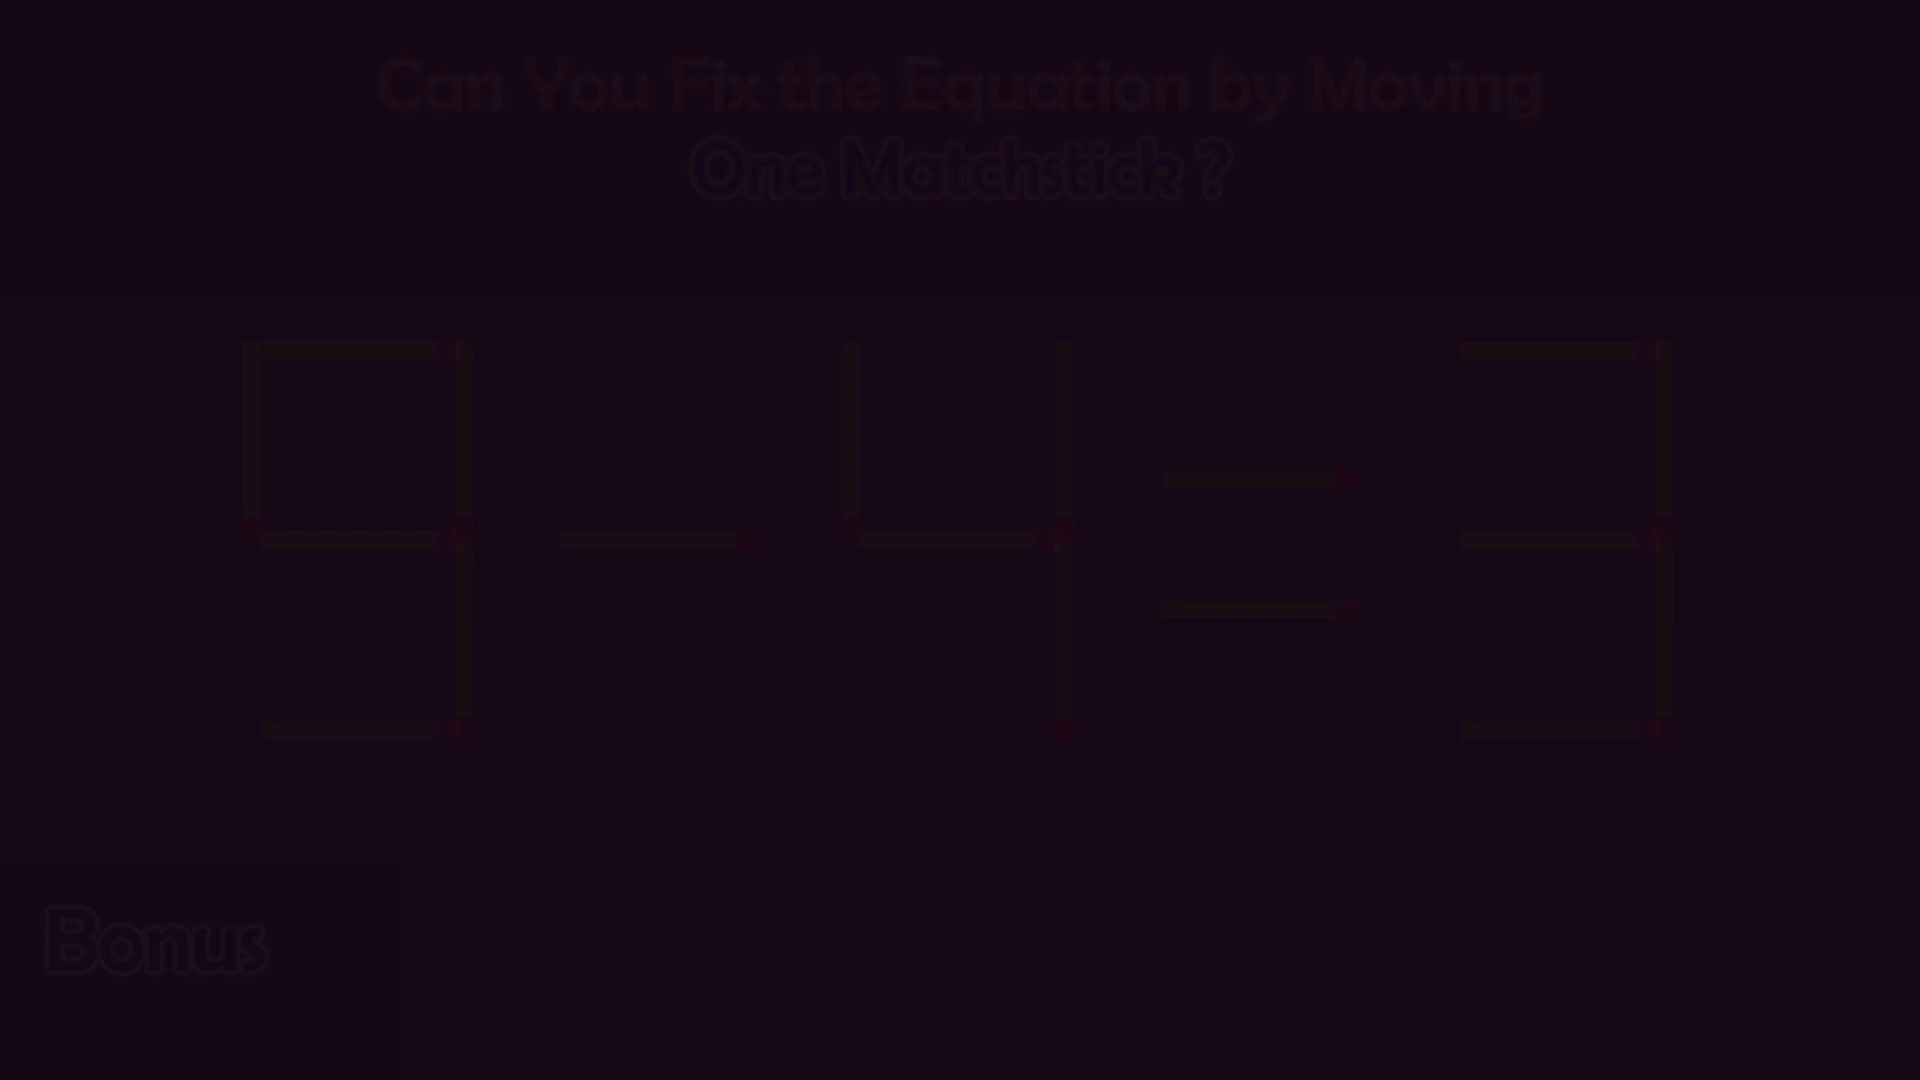 Can You Fix the Equation by Moving
One Matchstick ?
9 - 4 = 3
Bonus